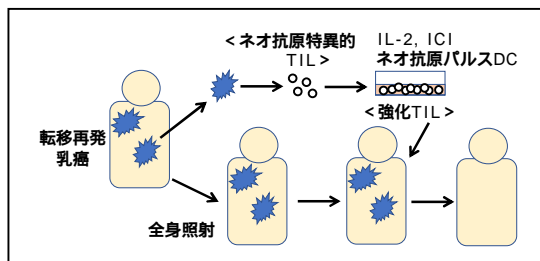 ＜ネオ抗原特異的
TIL＞
IL-2, ICI
ネオ抗原パルスDC
＜強化TIL＞
転移再発
乳癌
全身照射